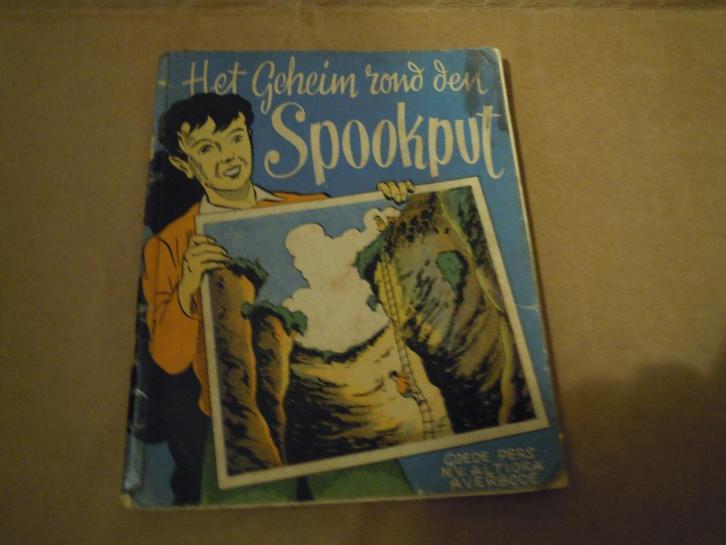 Het Geheim rond den
Spookput
GOEDE PERS
N.V. ALTIORA
AVERBODE